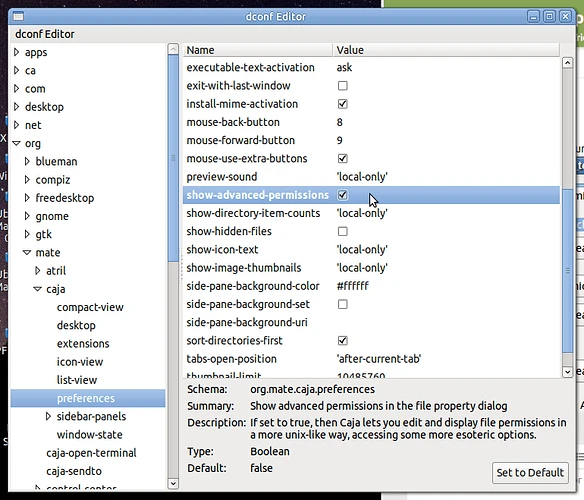 dconf Editor
dconf Editor
apps
ca
com
desktop
net
org
blueman
compiz
freedesktop
gnome
gtk
mate
atril
caja
compact-view
desktop
extensions
icon-view
list-view
preferences
sidebar-panels
window-state
caja-open-terminal
caja-sendto
control-center
Name Value
executable-text-activation ask
exit-with-last-window
install-mime-activation
mouse-back-button 8
mouse-forward-button 9
mouse-use-extra-buttons
preview-sound 'local-only'
show-advanced-permissions
show-directory-item-counts 'local-only'
show-hidden-files
show-icon-text 'local-only'
show-image-thumbnails 'local-only'
side-pane-background-color #ffffff
side-pane-background-set
side-pane-background-uri
sort-directories-first
tabs-open-position 'after-current-tab'
thumbnail-limit 10485760
Schema: org.mate.caja.preferences
Summary: Show advanced permissions in the file property dialog
Description: If set to true, then Caja lets you edit and display file permissions in
a more unix-like way, accessing some more esoteric options.
Type: Boolean
Default: false
Set to Default